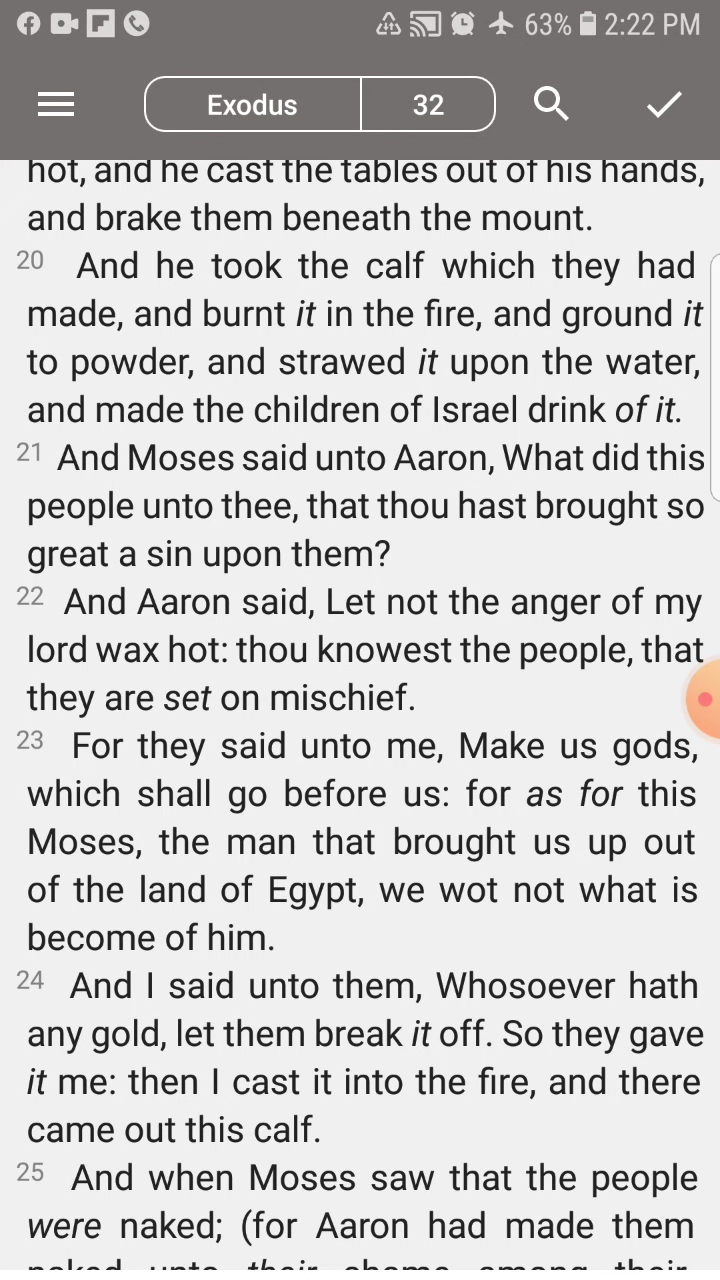 63% 2:22 PM
Exodus 32
hot, and he cast the tables out of his hands,
and brake them beneath the mount.
20 And he took the calf which they had
made, and burnt it in the fire, and ground it
to powder, and strawed it upon the water,
and made the children of Israel drink of it.
21 And Moses said unto Aaron, What did this
people unto thee, that thou hast brought so
great a sin upon them?
22 And Aaron said, Let not the anger of my
lord wax hot: thou knowest the people, that
they are set on mischief.
23 For they said unto me, Make us gods,
which shall go before us: for as for this
Moses, the man that brought us up out
of the land of Egypt, we wot not what is
become of him.
24 And I said unto them, Whosoever hath
any gold, let them break it off. So they gave
it me: then I cast it into the fire, and there
came out this calf.
25 And when Moses saw that the people
were naked; (for Aaron had made them
naked unto their shame among their